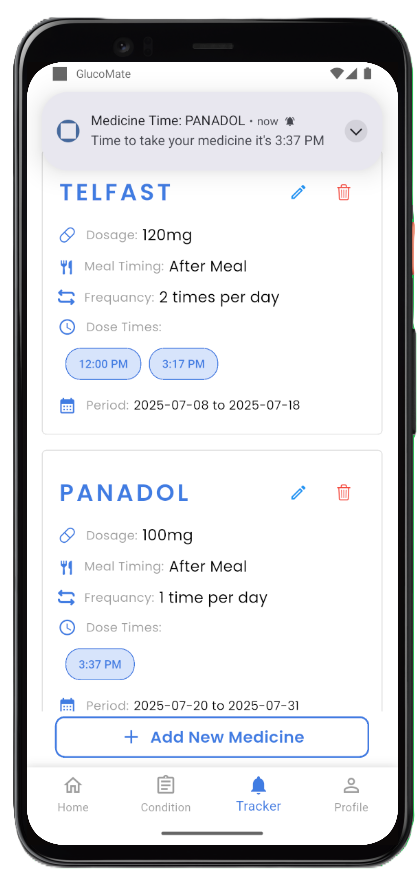 GlucoMate
Medicine Time: PANADOL • now
Time to take your medicine it's 3:37 PM
TELFAST
Dosage: 120mg
Meal Timing: After Meal
Frequancy: 2 times per day
Dose Times:
12:00 PM 3:17 PM
Period: 2025-07-08 to 2025-07-18
PANADOL
Dosage: 100mg
Meal Timing: After Meal
Frequancy: 1 time per day
Dose Times:
3:37 PM
Period: 2025-07-20 to 2025-07-31
+ Add New Medicine
Home Condition Tracker Profile